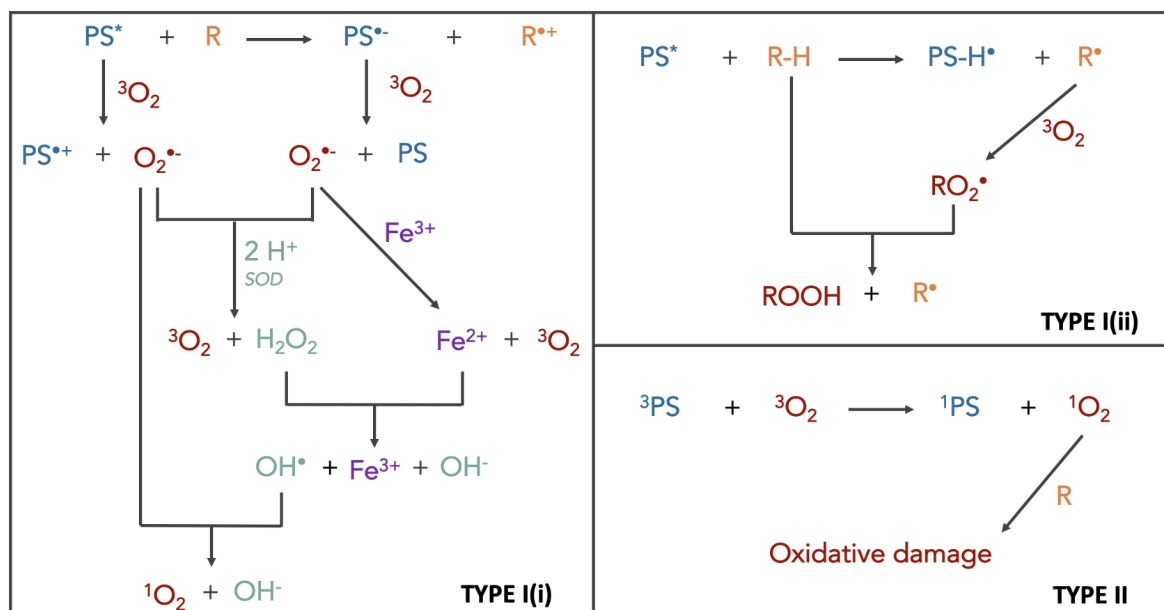 PS* + R PS•- + R•+
³O₂ ³O₂
PS•+ + O₂•- O₂•- + PS
Fe³⁺
2 H⁺
SOD
³O₂ + H₂O₂ Fe²⁺ + ³O₂
OH• + Fe³⁺ + OH⁻
¹O₂ + OH⁻
TYPE I(i)
PS* + R-H PS-H• + R•
³O₂
RO₂•
ROOH + R•
TYPE I(ii)
³PS + ³O₂ ¹PS + ¹O₂
R
Oxidative damage
TYPE II